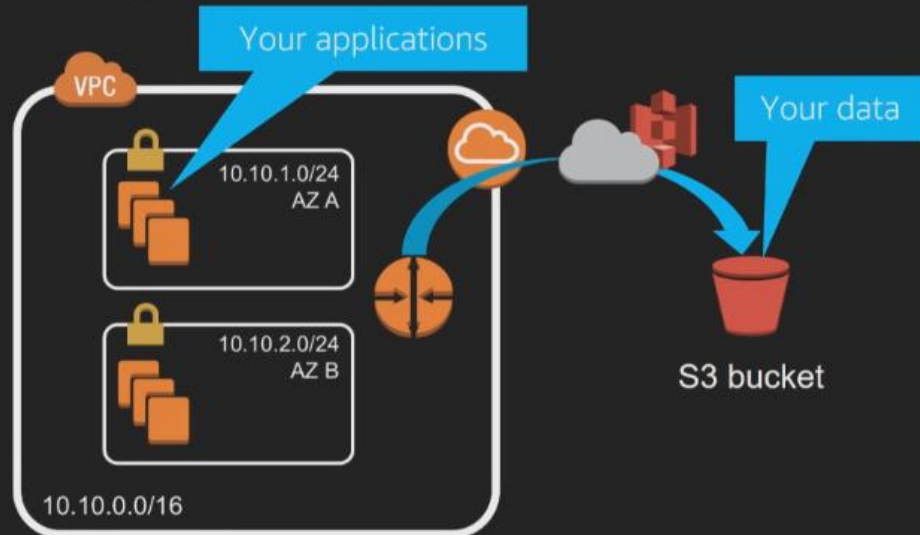 Your applications
VPC
Your data
10.10.1.0/24
AZ A
10.10.2.0/24
AZ B
S3 bucket
10.10.0.0/16